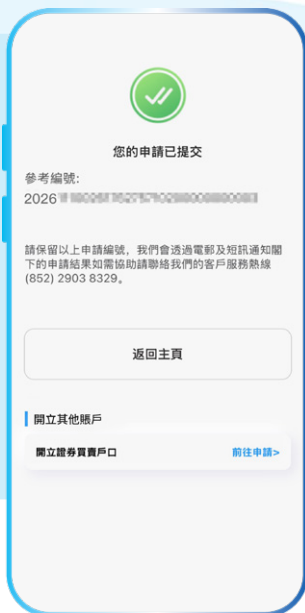 您的申請已提交
參考編號:
2026
請保留以上申請編號，我們會透過電郵及短訊通知閣
下的申請結果如需協助請聯絡我們的客戶服務熱線
(852) 2903 8329。
返回主頁
開立其他賬戶
開立證券買賣戶口 前往申請>